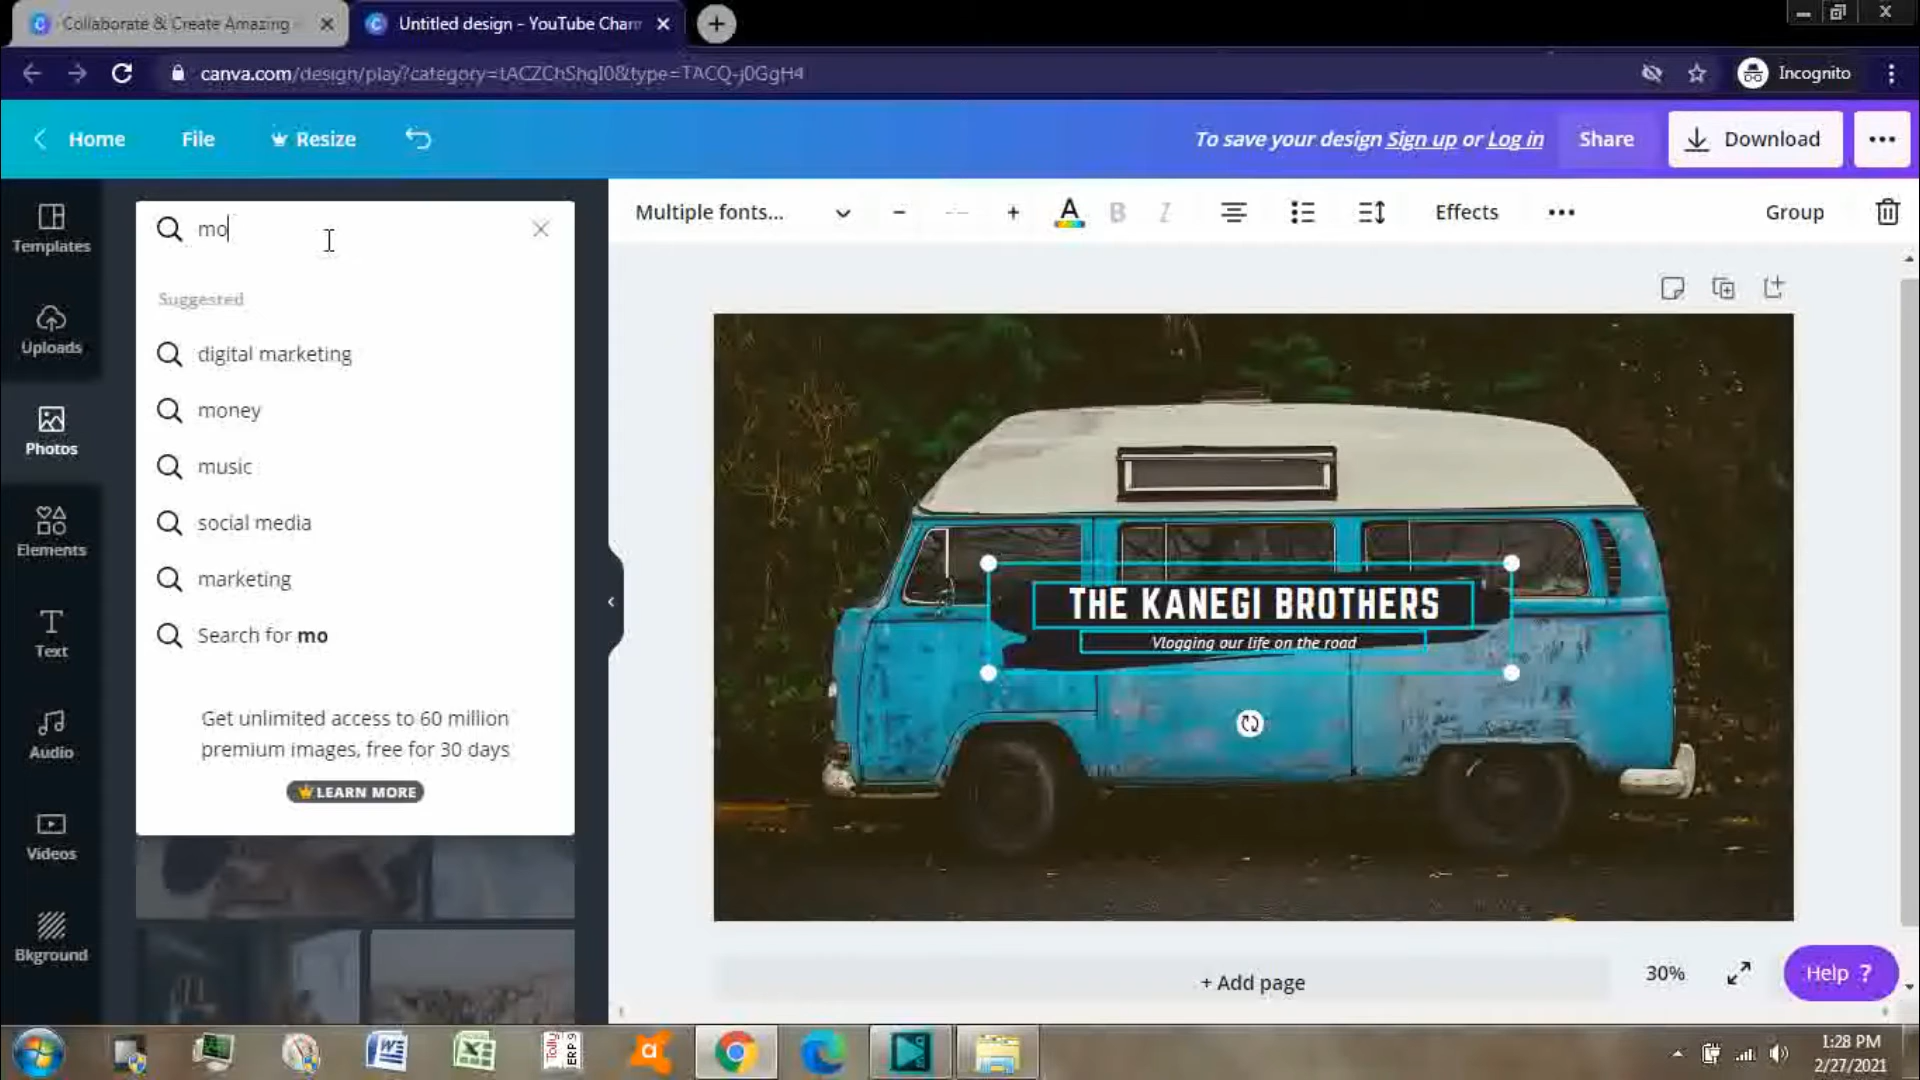 Collaborate & Create Amazing
Untitled design - YouTube Chan
canva.com/design/play?category=tACZChShqI0&type=TACQ-j0GgH4
Incognito
Home
File
Resize
To save your design Sign up or Log in
Share
Download
Templates
Uploads
Photos
Elements
Text
Audio
Videos
Bkground
mo
Suggested
digital marketing
money
music
social media
marketing
Search for mo
Get unlimited access to 60 million
premium images, free for 30 days
LEARN MORE
Multiple fonts...
A
B
I
Effects
Group
THE KANEGI BROTHERS
Vlogging our life on the road
+ Add page
30%
Help ?
Tally
ERP 9
1:28 PM
2/27/2021